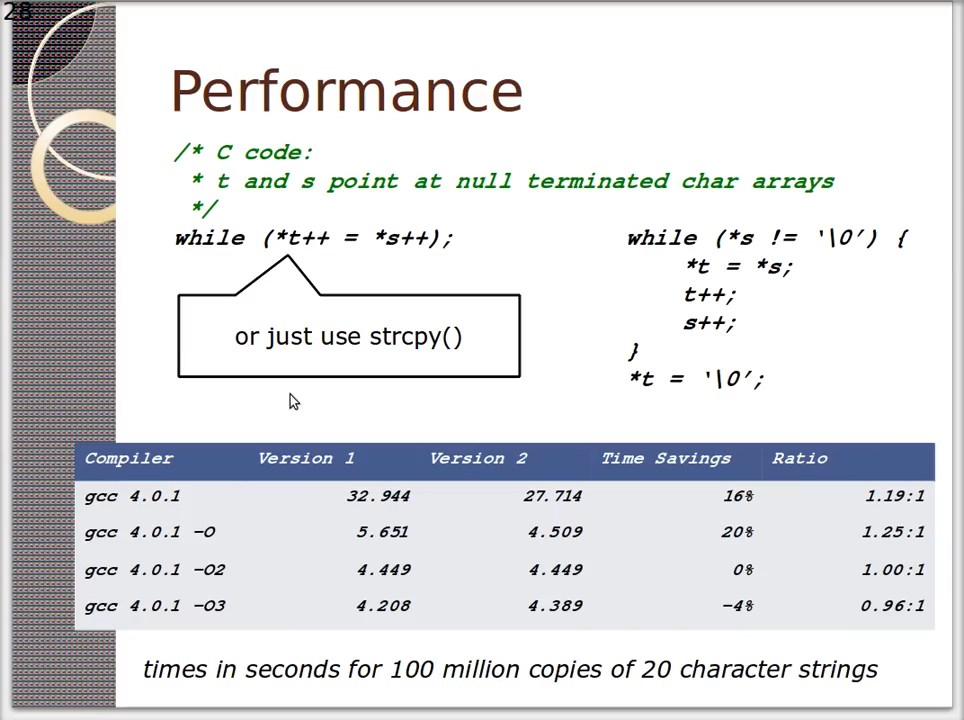 28
Performance
/* C code:
* t and s point at null terminated char arrays
*/
while (*t++ = *s++);
or just use strcpy()
while (*s != '\0’) {
*t = *s;
t++;
s++;
}
*t = '\0’;
Compiler Version 1 Version 2 Time Savings Ratio
gcc 4.0.1 32.944 27.714 16% 1.19:1
gcc 4.0.1 –O 5.651 4.509 20% 1.25:1
gcc 4.0.1 –O2 4.449 4.449 0% 1.00:1
gcc 4.0.1 –O3 4.208 4.389 –4% 0.96:1
times in seconds for 100 million copies of 20 character strings